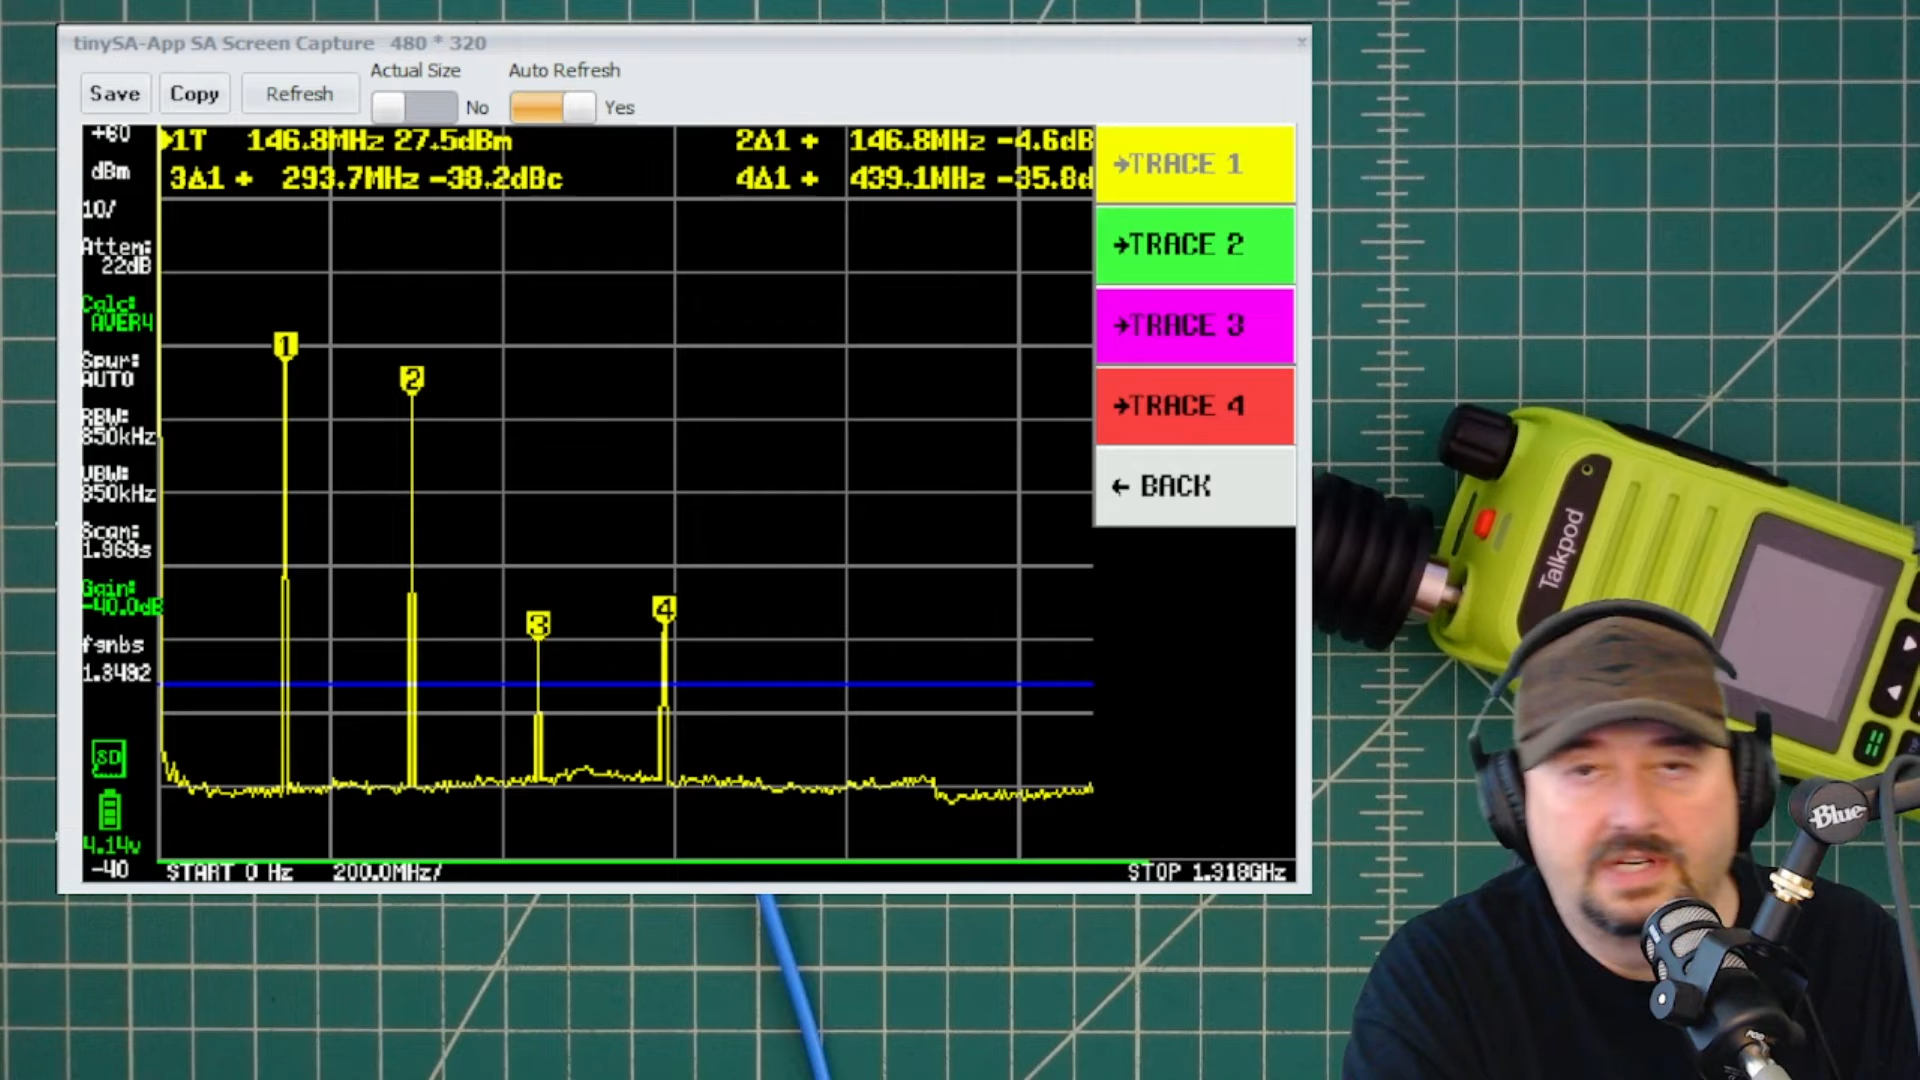 tinySA-App SA Screen Capture 480 * 320
Actual Size
Auto Refresh
Save
Copy
Refresh
No
Yes
+60
dBm
10/
Atten:
22dB
Calc:
AVER4
Spur:
AUTO
RBW:
850kHz
VBW:
850kHz
Scan:
1.969s
Gain:
-40.0dB
fgnbs
1.3492
SD
4.14v
-40
1T 146.8MHz 27.5dBm
2Δ1 + 146.8MHz -4.6dB
3Δ1 + 293.7MHz -38.2dBc
4Δ1 + 439.1MHz -35.8d
1
2
3
4
→TRACE 1
→TRACE 2
→TRACE 3
→TRACE 4
← BACK
START 0 Hz 200.0MHz/ STOP 1.318GHz
Talkpod
Blue